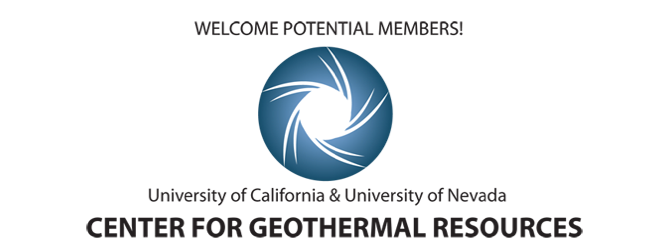 WELCOME POTENTIAL MEMBERS!
University of California & University of Nevada
CENTER FOR GEOTHERMAL RESOURCES